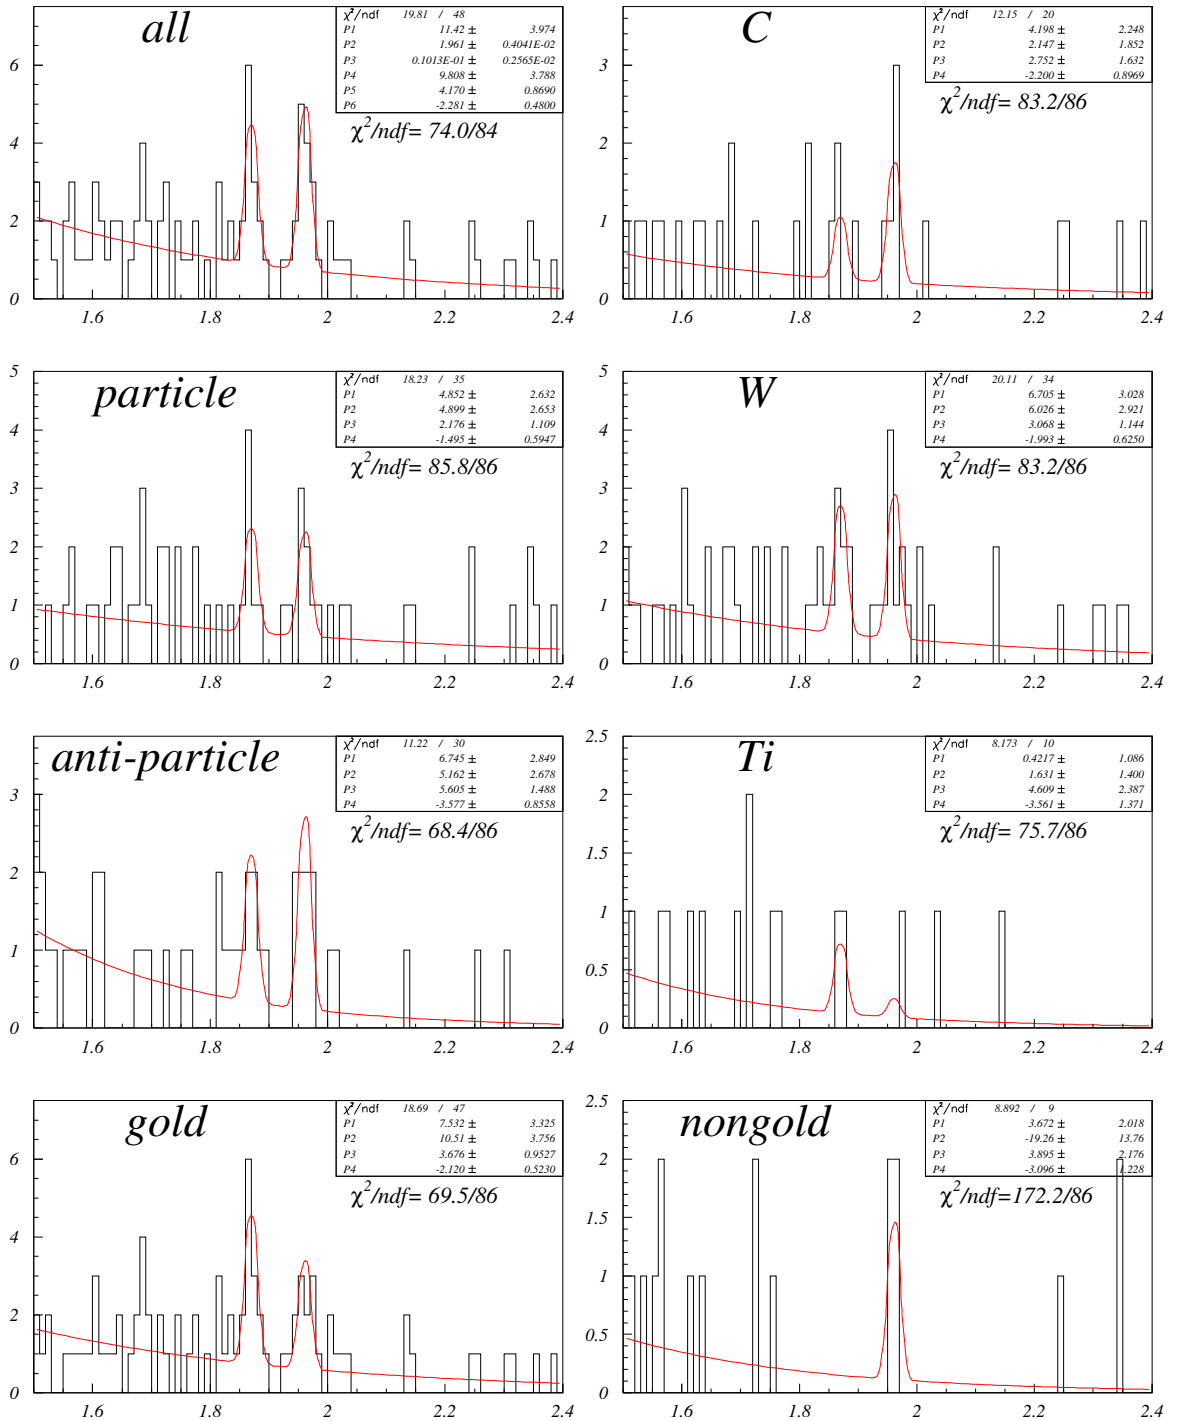 all
χ²/ndf 19.81 / 48
P1 11.42 ± 3.974
P2 1.961 ± 0.4041E-02
P3 0.1013E-01 ± 0.2565E-02
P4 9.808 ± 3.788
P5 4.170 ± 0.8690
P6 -2.281 ± 0.4800
χ²/ndf= 74.0/84
6
4
2
0
1.6 1.8 2 2.2 2.4
C
χ²/ndf 12.15 / 20
P1 4.198 ± 2.248
P2 2.147 ± 1.852
P3 2.752 ± 1.632
P4 -2.200 ± 0.8969
χ²/ndf= 83.2/86
3
2
1
0
1.6 1.8 2 2.2 2.4
particle
χ²/ndf 18.23 / 35
P1 4.852 ± 2.632
P2 4.899 ± 2.653
P3 2.176 ± 1.109
P4 -1.495 ± 0.5947
χ²/ndf= 85.8/86
5
4
3
2
1
0
1.6 1.8 2 2.2 2.4
W
χ²/ndf 20.11 / 34
P1 6.705 ± 3.028
P2 6.026 ± 2.921
P3 3.068 ± 1.144
P4 -1.993 ± 0.6250
χ²/ndf= 83.2/86
5
4
3
2
1
0
1.6 1.8 2 2.2 2.4
anti-particle
χ²/ndf 11.22 / 30
P1 6.745 ± 2.849
P2 5.162 ± 2.678
P3 5.605 ± 1.488
P4 -3.577 ± 0.8558
χ²/ndf= 68.4/86
3
2
1
0
1.6 1.8 2 2.2 2.4
Ti
χ²/ndf 8.173 / 10
P1 0.4217 ± 1.086
P2 1.631 ± 1.400
P3 4.609 ± 2.387
P4 -3.561 ± 1.371
χ²/ndf= 75.7/86
2.5
2
1.5
1
0.5
0
1.6 1.8 2 2.2 2.4
gold
χ²/ndf 18.69 / 47
P1 7.532 ± 3.325
P2 10.51 ± 3.756
P3 3.676 ± 0.9527
P4 -2.120 ± 0.5230
χ²/ndf= 69.5/86
6
4
2
0
1.6 1.8 2 2.2 2.4
nongold
χ²/ndf 8.892 / 9
P1 3.672 ± 2.018
P2 -19.26 ± 13.76
P3 3.895 ± 2.176
P4 -3.096 ± 1.228
χ²/ndf=172.2/86
2.5
2
1.5
1
0.5
0
1.6 1.8 2 2.2 2.4